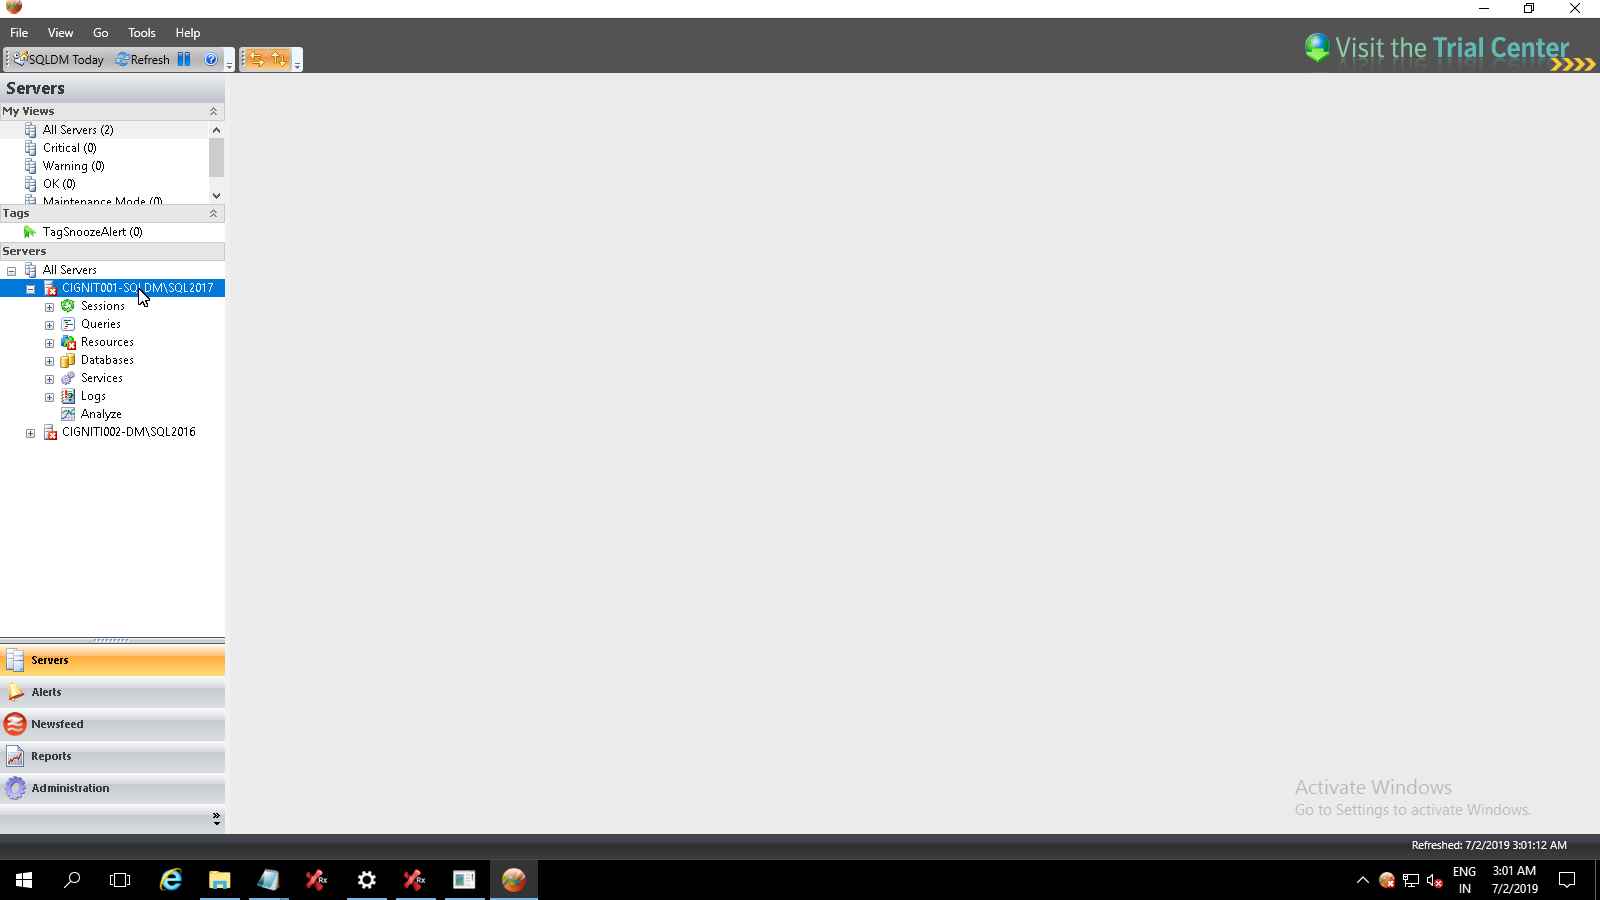 File View Go Tools Help
Visit the Trial Center
SQLDM Today Refresh
Servers
My Views
All Servers (2)
Critical (0)
Warning (0)
OK (0)
Maintenance Mode (0)
Tags
TagSnoozeAlert (0)
Servers
All Servers
CIGNIT001-SQLDM\SQL2017
Sessions
Queries
Resources
Databases
Services
Logs
Analyze
CIGNITI002-DM\SQL2016
Servers
Alerts
Newsfeed
Reports
Administration
Activate Windows
Go to Settings to activate Windows.
Refreshed: 7/2/2019 3:01:12 AM
Rx
Rx
ENG
IN
3:01 AM
7/2/2019